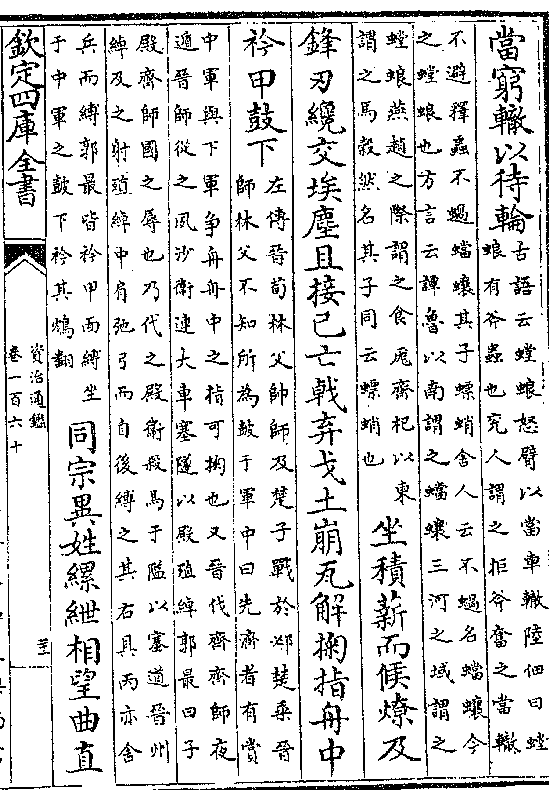 當窮轍以待輪
古語云螳蜋怒臂以當車轍陸佃曰螳
蜋有斧蟲也兖人謂之拒斧奮之當轍
不避釋蟲不蝸蟷蠰其子螵蛸舍人云不蝸名蟷蠰今
之螳蜋也方言云譚魯以南謂之蟷蠰三河之域謂之
螳蜋燕趙之際謂之食厖齊杞以東
謂之馬榖然名其子同云螵蛸也
坐積薪而候燎及
鋒刃纔交埃塵且接已亡戟弃戈土崩瓦解掬指舟中
衿甲鼓下
左傳晉荀林父帥師及楚子戰於邲楚乗晉
師林父不知所為鼓于軍中曰先濟者有賞
中軍與下軍争舟舟中之指可掬也又晉伐齊齊師夜
遁晉師從之夙沙衛連大車塞隧以殿殖綽郭最曰子
殿齊師國之辱也乃代之殿衛殺馬于隘以塞道晉州
綽及之射殖綽中肩弛弓而自後縛之其右具丙亦舍
兵而縛郭最皆衿甲面縛坐
于中軍之鼓下衿其鴆翻
同宗異姓縲紲相望曲直
欽定四庫全書
資治通鑑
卷一百六十